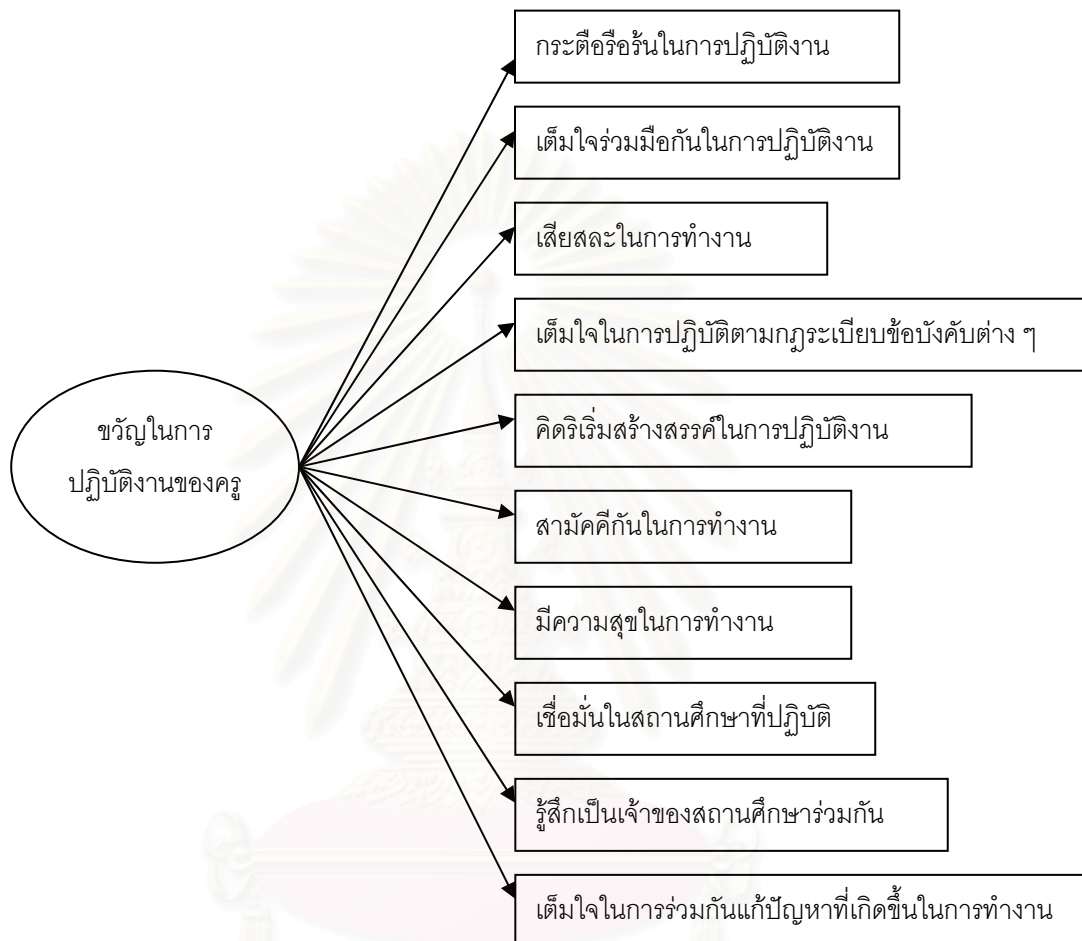 กระตือรือร้นในการปฏิบัติงาน
เต็มใจร่วมมือกันในการปฏิบัติงาน
เสียสละในการทำงาน
เต็มใจในการปฏิบัติตามกฎระเบียบข้อบังคับต่าง ๆ
ขวัญในการ
ปฏิบัติงานของครู
คิดริเริ่มสร้างสรรค์ในการปฏิบัติงาน
สามัคคีกันในการทำงาน
มีความสุขในการทำงาน
เชื่อมั่นในสถานศึกษาที่ปฏิบัติ
รู้สึกเป็นเจ้าของสถานศึกษาร่วมกัน
เต็มใจในการร่วมกันแก้ปัญหาที่เกิดขึ้นในการทำงาน